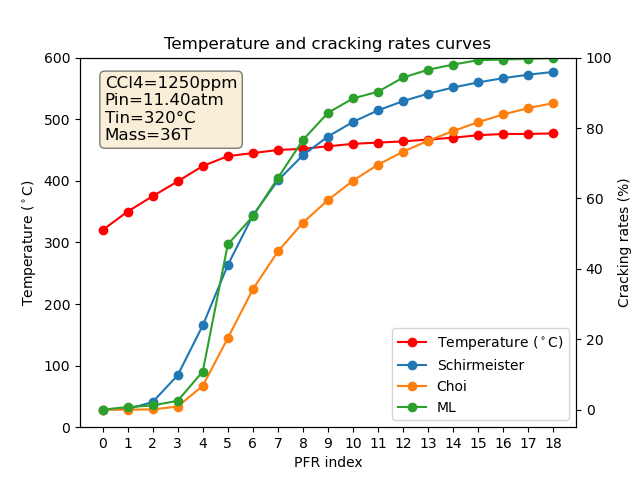 Temperature and cracking rates curves
CCl4=1250ppm
Pin=11.40atm
Tin=320°C
Mass=36T
600
500
400
300
200
100
0
Temperature (°C)
100
80
60
40
20
0
Cracking rates (%)
Temperature (°C)
Schirmeister
Choi
ML
0 1 2 3 4 5 6 7 8 9 10 11 12 13 14 15 16 17 18
PFR index